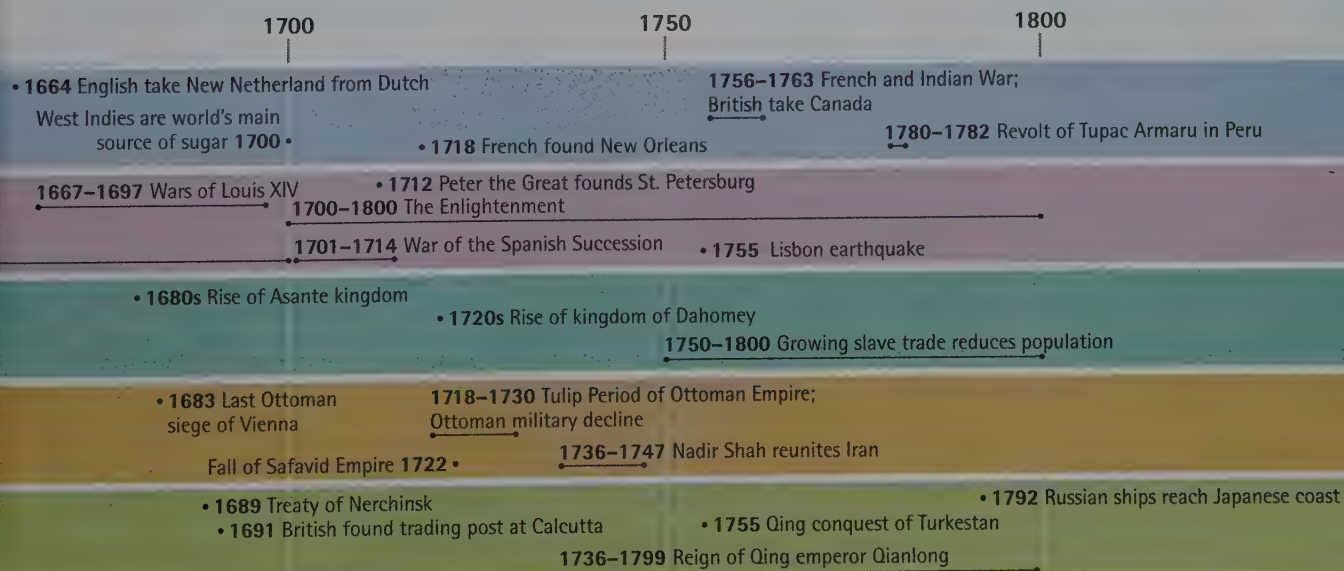 1700
1750
1800
• 1664 English take New Netherland from Dutch
West Indies are world's main
source of sugar 1700 •
• 1718 French found New Orleans
1756–1763 French and Indian War;
British take Canada
1780–1782 Revolt of Tupac Armaru in Peru
1667–1697 Wars of Louis XIV
• 1712 Peter the Great founds St. Petersburg
1700–1800 The Enlightenment
1701–1714 War of the Spanish Succession
• 1755 Lisbon earthquake
• 1680s Rise of Asante kingdom
• 1720s Rise of kingdom of Dahomey
1750–1800 Growing slave trade reduces population
• 1683 Last Ottoman
siege of Vienna
1718–1730 Tulip Period of Ottoman Empire;
Ottoman military decline
Fall of Safavid Empire 1722 •
1736–1747 Nadir Shah reunites Iran
• 1689 Treaty of Nerchinsk
• 1691 British found trading post at Calcutta
• 1755 Qing conquest of Turkestan
• 1792 Russian ships reach Japanese coast
1736–1799 Reign of Qing emperor Qianlong